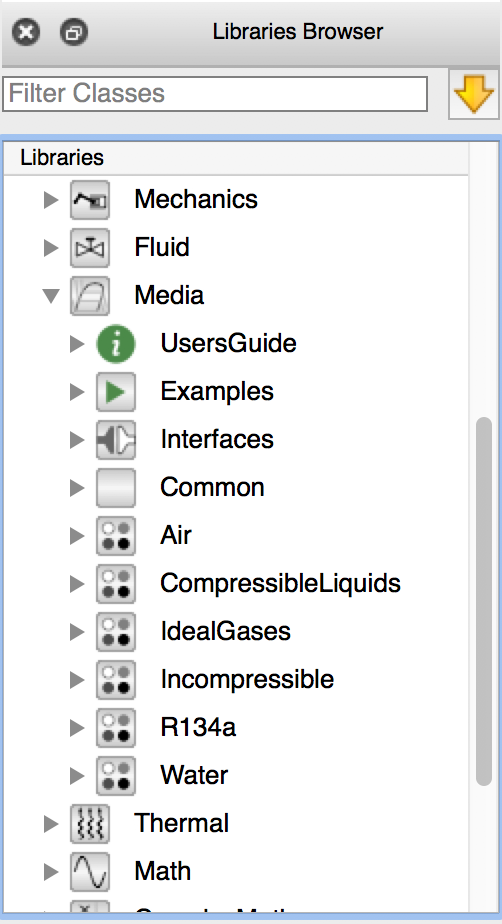 Libraries Browser
Filter Classes
Libraries
Mechanics
Fluid
Media
UsersGuide
Examples
Interfaces
Common
Air
CompressibleLiquids
IdealGases
Incompressible
R134a
Water
Thermal
Math